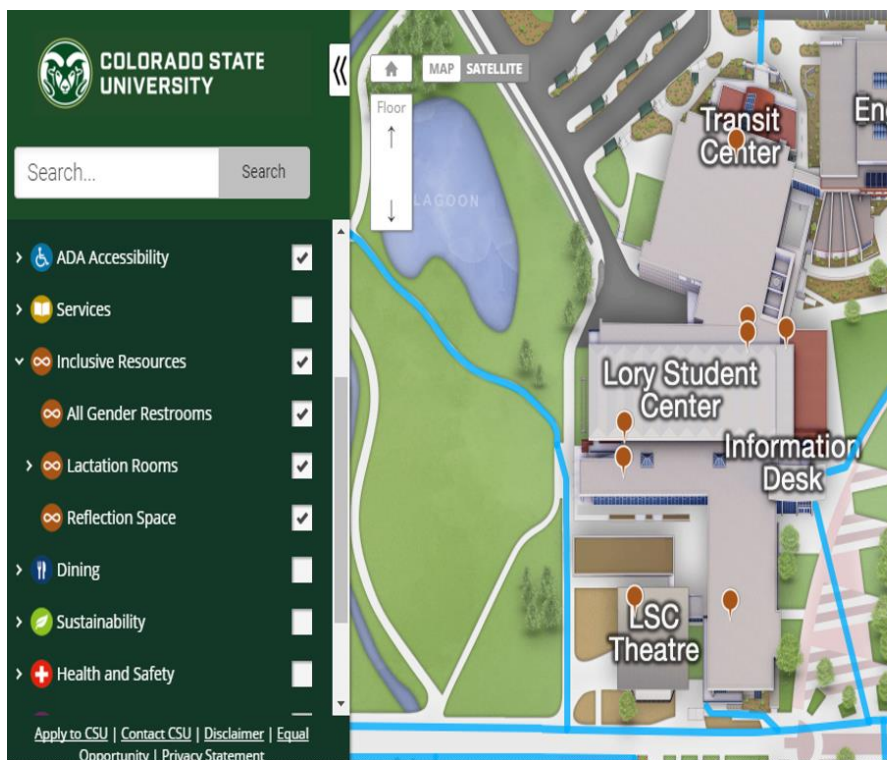 COLORADO STATE
UNIVERSITY
Search...
Search
ADA Accessibility
Services
Inclusive Resources
All Gender Restrooms
Lactation Rooms
Reflection Space
Dining
Sustainability
Health and Safety
Apply to CSU | Contact CSU | Disclaimer | Equal
Opportunity | Privacy Statement
MAP SATELLITE
Floor
LAGOON
Transit
Center
En
Lory Student
Center
Information
Desk
LSC
Theatre